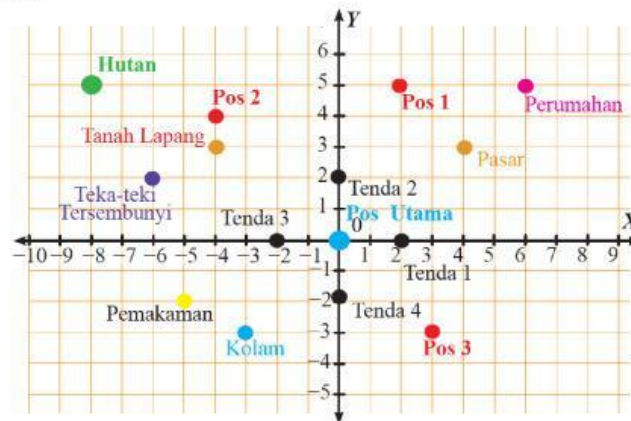 Y
6
Hutan
5
Pos 2
Pos 1
Perumahan
4
Tanah Lapang
3
Pasar
2
Teka-teki
Tersembunyi
Tenda 2
1
Tenda 3
Pos Utama
0
X
−10 −9 −8 −7 −6 −5 −4 −3 −2 −1 1 2 3 4 5 6 7 8 9
−1
Tenda 1
−2
Pemakaman
Tenda 4
−3
Kolam
Pos 3
−4
−5